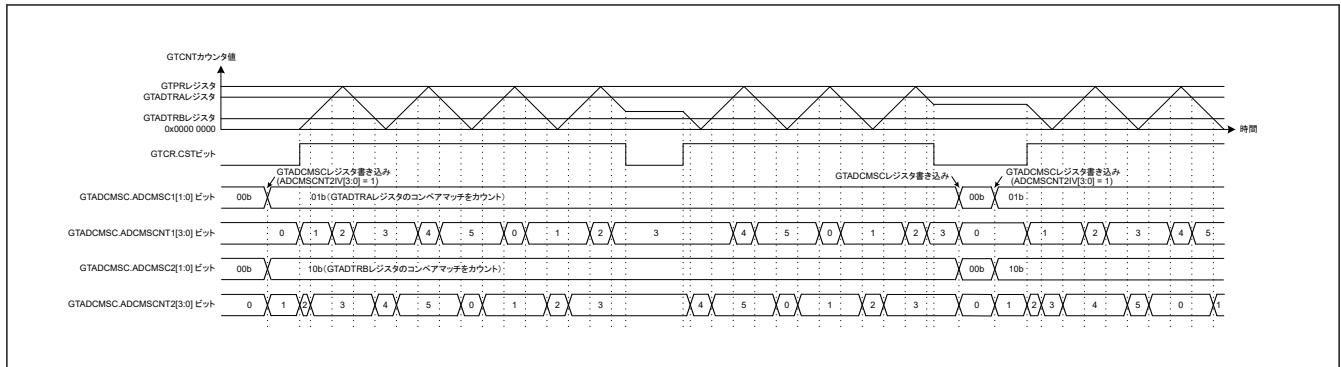 GTCNTカウンタ値
GTPRレジスタ
GTADTRAレジスタ
GTADTRBレジスタ
0x0000 0000
時間
GTCR.CSTビット
GTADCMSCレジスタ書き込み
(ADCMSCNT2IV[3:0] = 1)
GTADCMSCレジスタ書き込み
GTADCMSCレジスタ書き込み
(ADCMSCNT2IV[3:0] = 1)
GTADCMSC.ADCMSC1[1:0] ビット 00b 01b(GTADTRAレジスタのコンペアマッチをカウント) 00b 01b
GTADCMSC.ADCMSCNT1[3:0] ビット 0 1 2 3 4 5 0 1 2 3 4 5 0 1 2 3 0 1 2 3 4 5
GTADCMSC.ADCMSC2[1:0] ビット 00b 10b(GTADTRBレジスタのコンペアマッチをカウント) 00b 10b
GTADCMSC.ADCMSCNT2[3:0] ビット 0 1 2 3 4 5 0 1 2 3 4 5 0 1 2 3 0 1 2 3 4 5 0 1